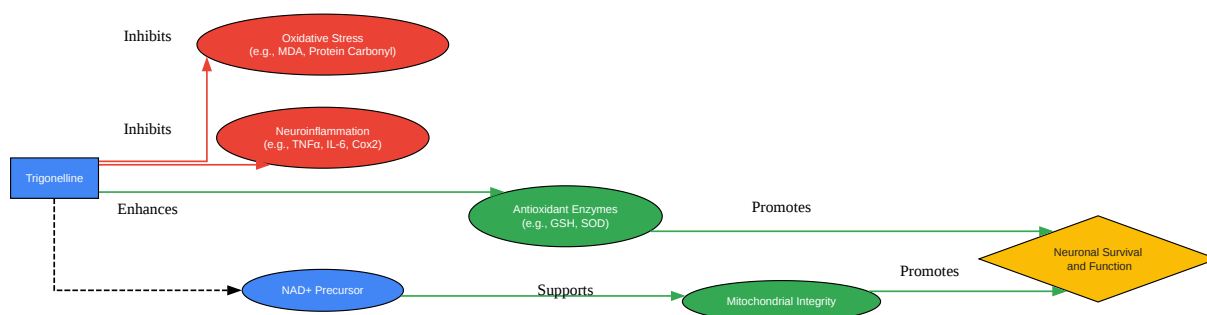 Inhibits
Oxidative Stress
(e.g., MDA, Protein Carbonyl)
Inhibits
Neuroinflammation
(e.g., TNFα, IL-6, Cox2)
Trigonelline
Enhances
Antioxidant Enzymes
(e.g., GSH, SOD)
Promotes
Neuronal Survival
and Function
NAD+ Precursor
Supports
Mitochondrial Integrity
Promotes